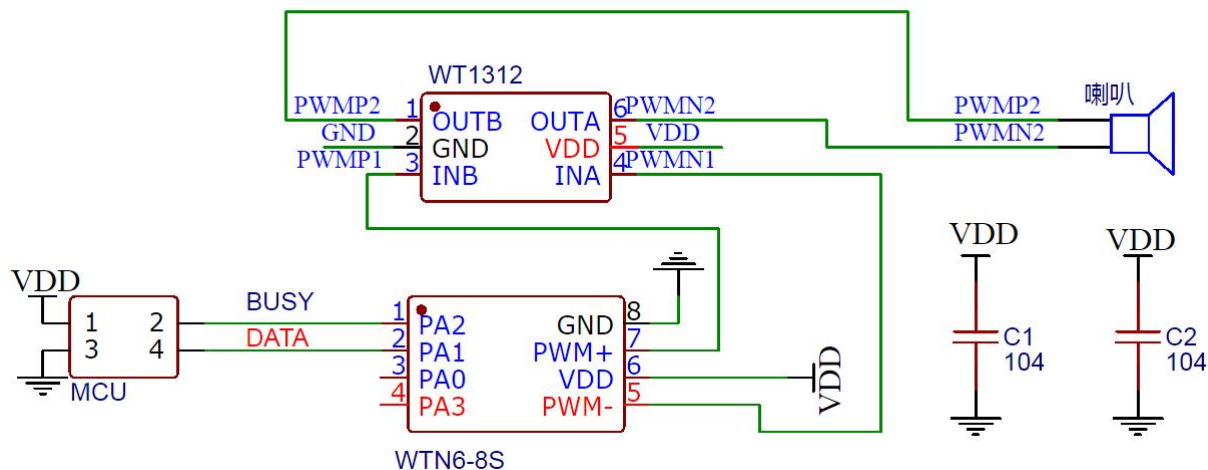 WT1312
PWMP2 1 OUTB OUTA 6 PWMN2
GND 2 GND VDD 5 VDD
PWMP1 3 INB INA 4 PWMN1
喇叭
PWMP2
PWMN2
VDD
1 2
3 4
MCU
BUSY
DATA
1 PA2 GND 8
2 PA1 PWM+ 7
3 PA0 VDD 6
4 PA3 PWM- 5
WTN6-8S
VDD
VDD
C1
104
VDD
C2
104